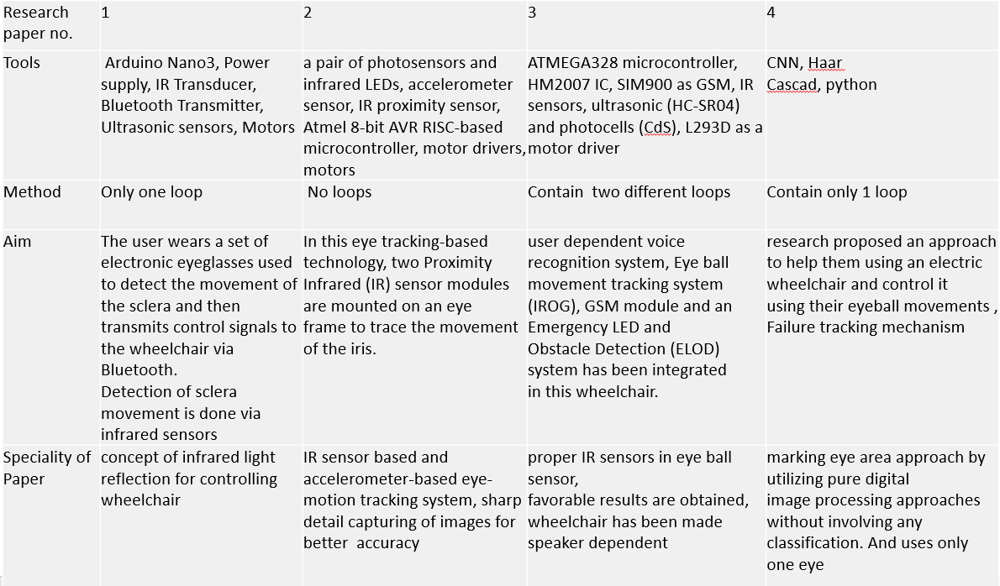 Research
paper no.
1
2
3
4
Tools
Arduino Nano3, Power
supply, IR Transducer,
Bluetooth Transmitter,
Ultrasonic sensors, Motors
a pair of photosensors and
infrared LEDs, accelerometer
sensor, IR proximity sensor,
Atmel 8-bit AVR RISC-based
microcontroller, motor drivers,
motors
ATMEGA328 microcontroller,
HM2007 IC, SIM900 as GSM, IR
sensors, ultrasonic (HC-SR04)
and photocells (CdS), L293D as a
motor driver
CNN, Haar
Cascad, python
Method
Only one loop
No loops
Contain  two different loops
Contain only 1 loop
Aim
The user wears a set of
electronic eyeglasses used
to detect the movement of
the sclera and then
transmits control signals to
the wheelchair via
Bluetooth.
Detection of sclera
movement is done via
infrared sensors
In this eye tracking-based
technology, two Proximity
Infrared (IR) sensor modules
are mounted on an eye
frame to trace the movement
of the iris.
user dependent voice
recognition system, Eye ball
movement tracking system
(IROG), GSM module and an
Emergency LED and
Obstacle Detection (ELOD)
system has been integrated
in this wheelchair.
research proposed an approach
to help them using an electric
wheelchair and control it
using their eyeball movements ,
Failure tracking mechanism
Speciality of
Paper
concept of infrared light
reflection for controlling
wheelchair
IR sensor based and
accelerometer-based eye-
motion tracking system, sharp
detail capturing of images for
better  accuracy
proper IR sensors in eye ball
sensor,
favorable results are obtained,
wheelchair has been made
speaker dependent
marking eye area approach by
utilizing pure digital
image processing approaches
without involving any
classification. And uses only
one eye